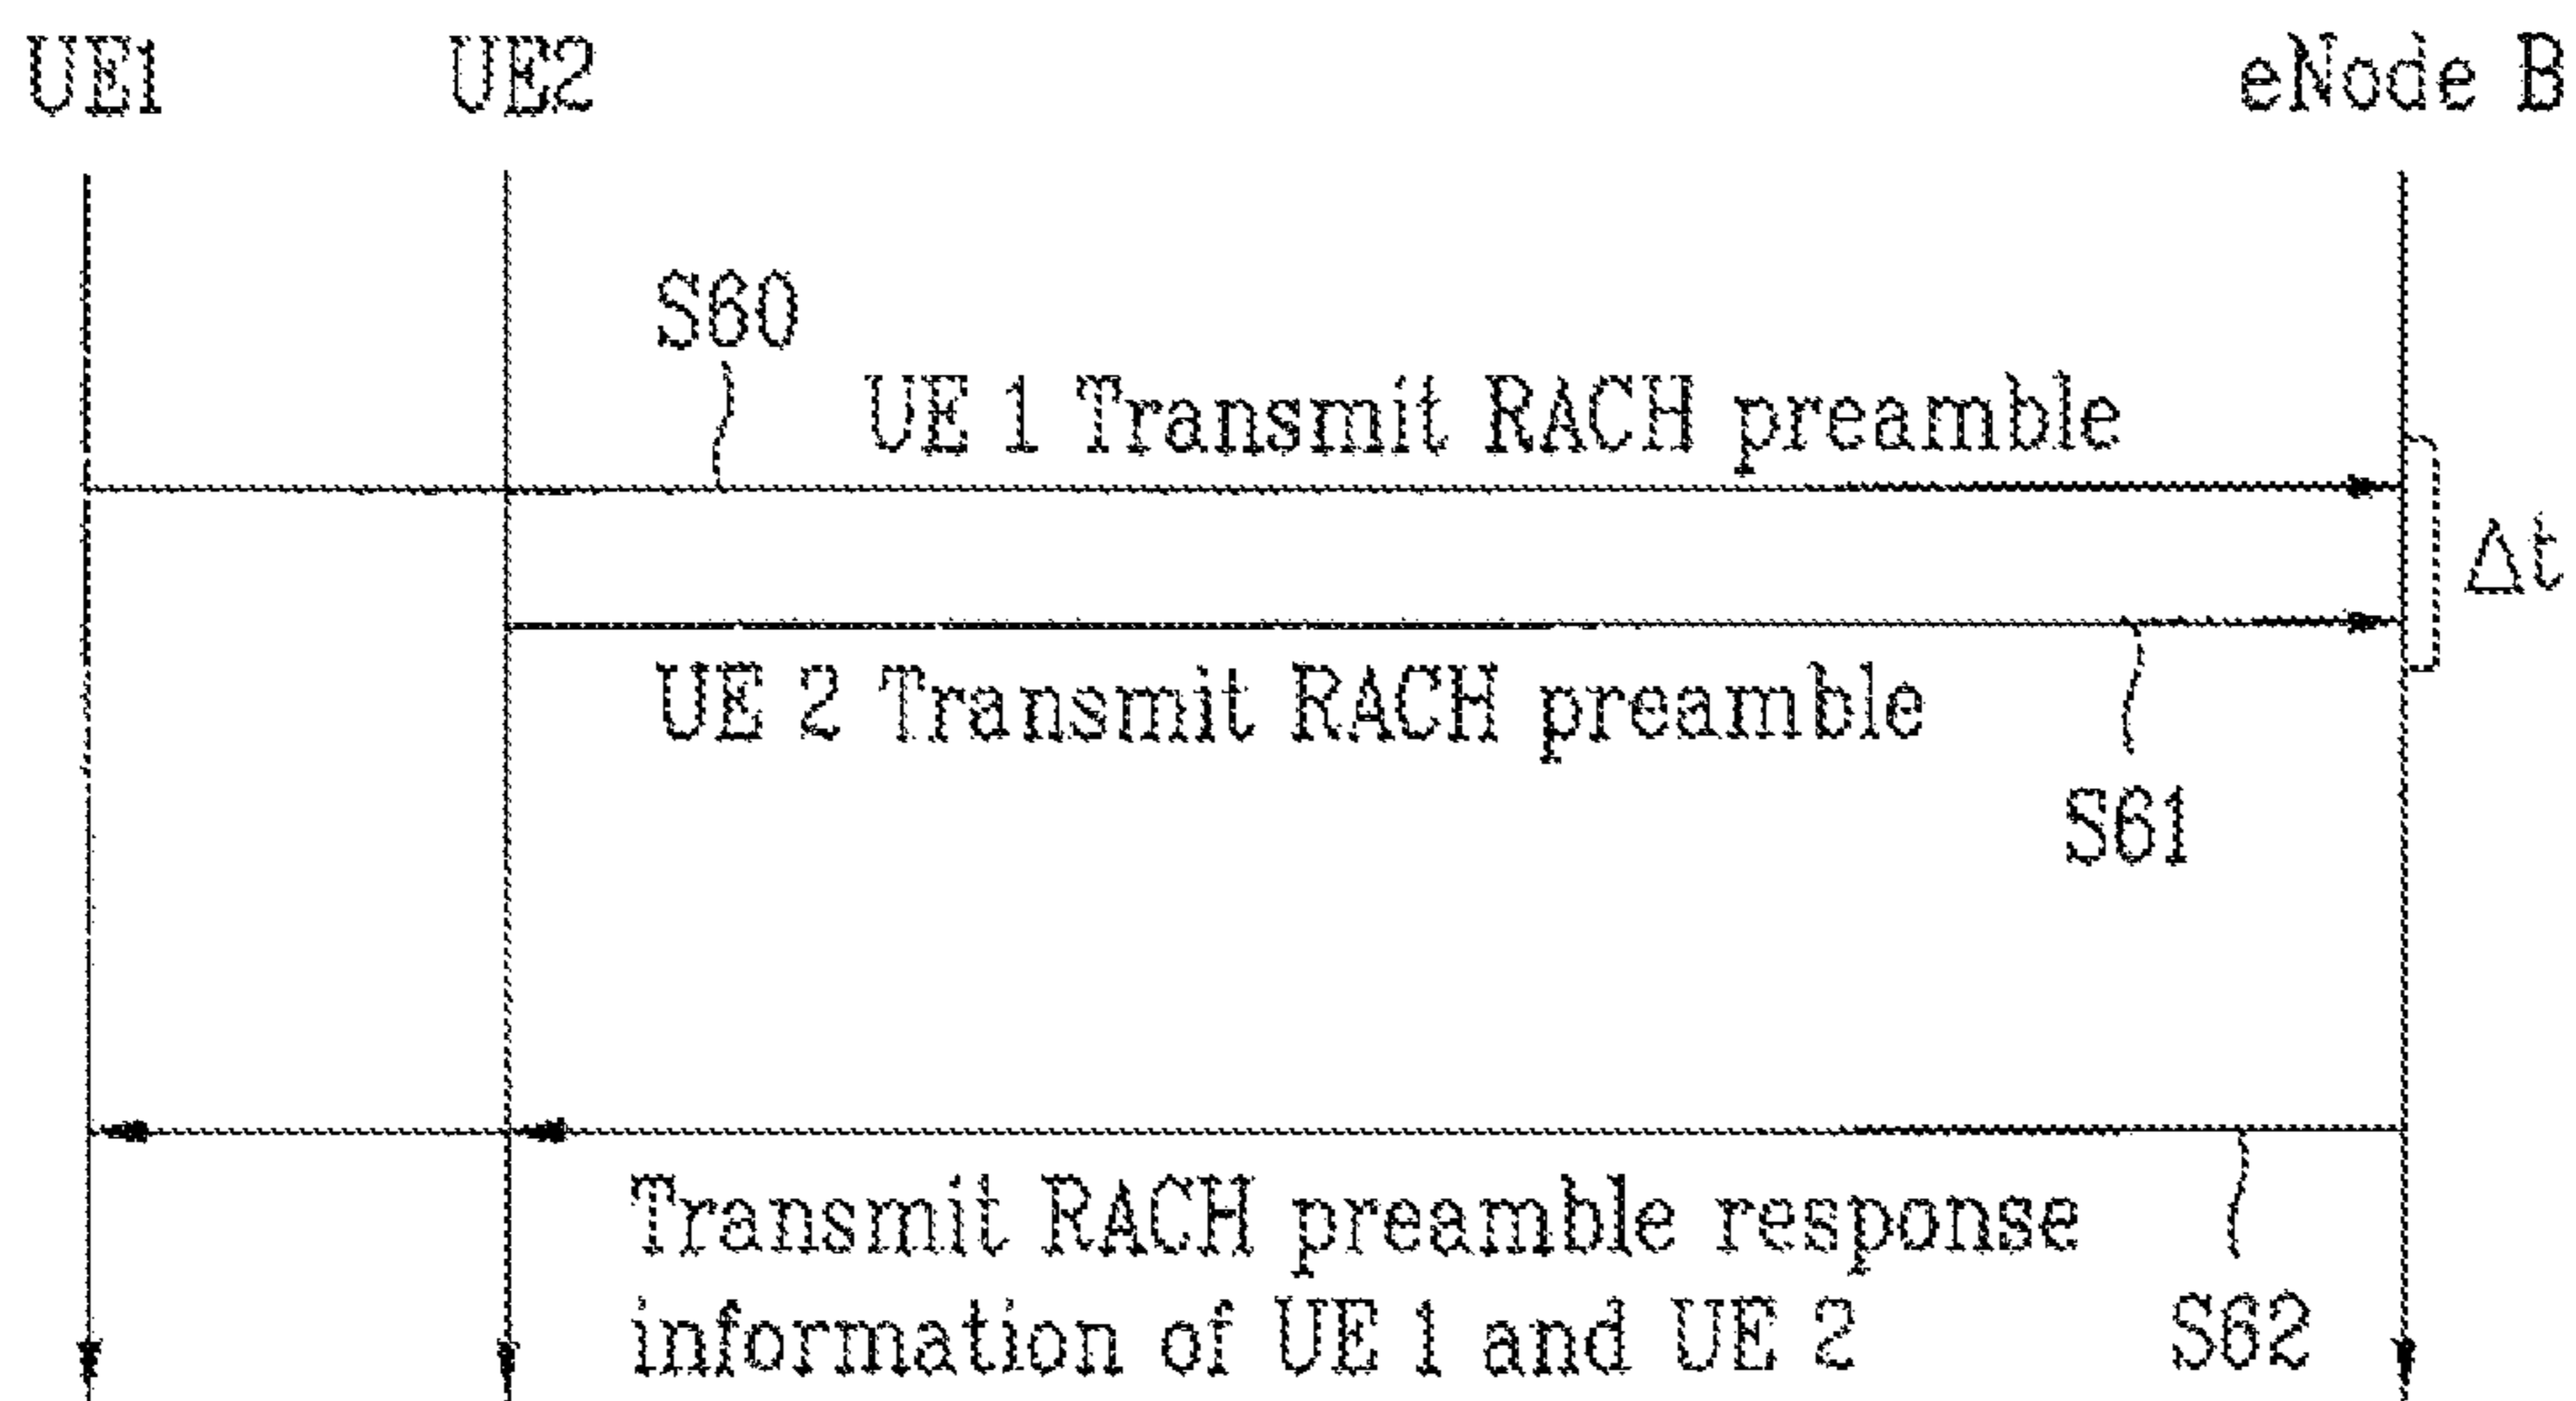 UE1
UE2
eNode B
S60
UE 1 Transmit RACH preamble
Δt
UE 2 Transmit RACH preamble
S61
Transmit RACH preamble response
information of UE 1 and UE 2
S62